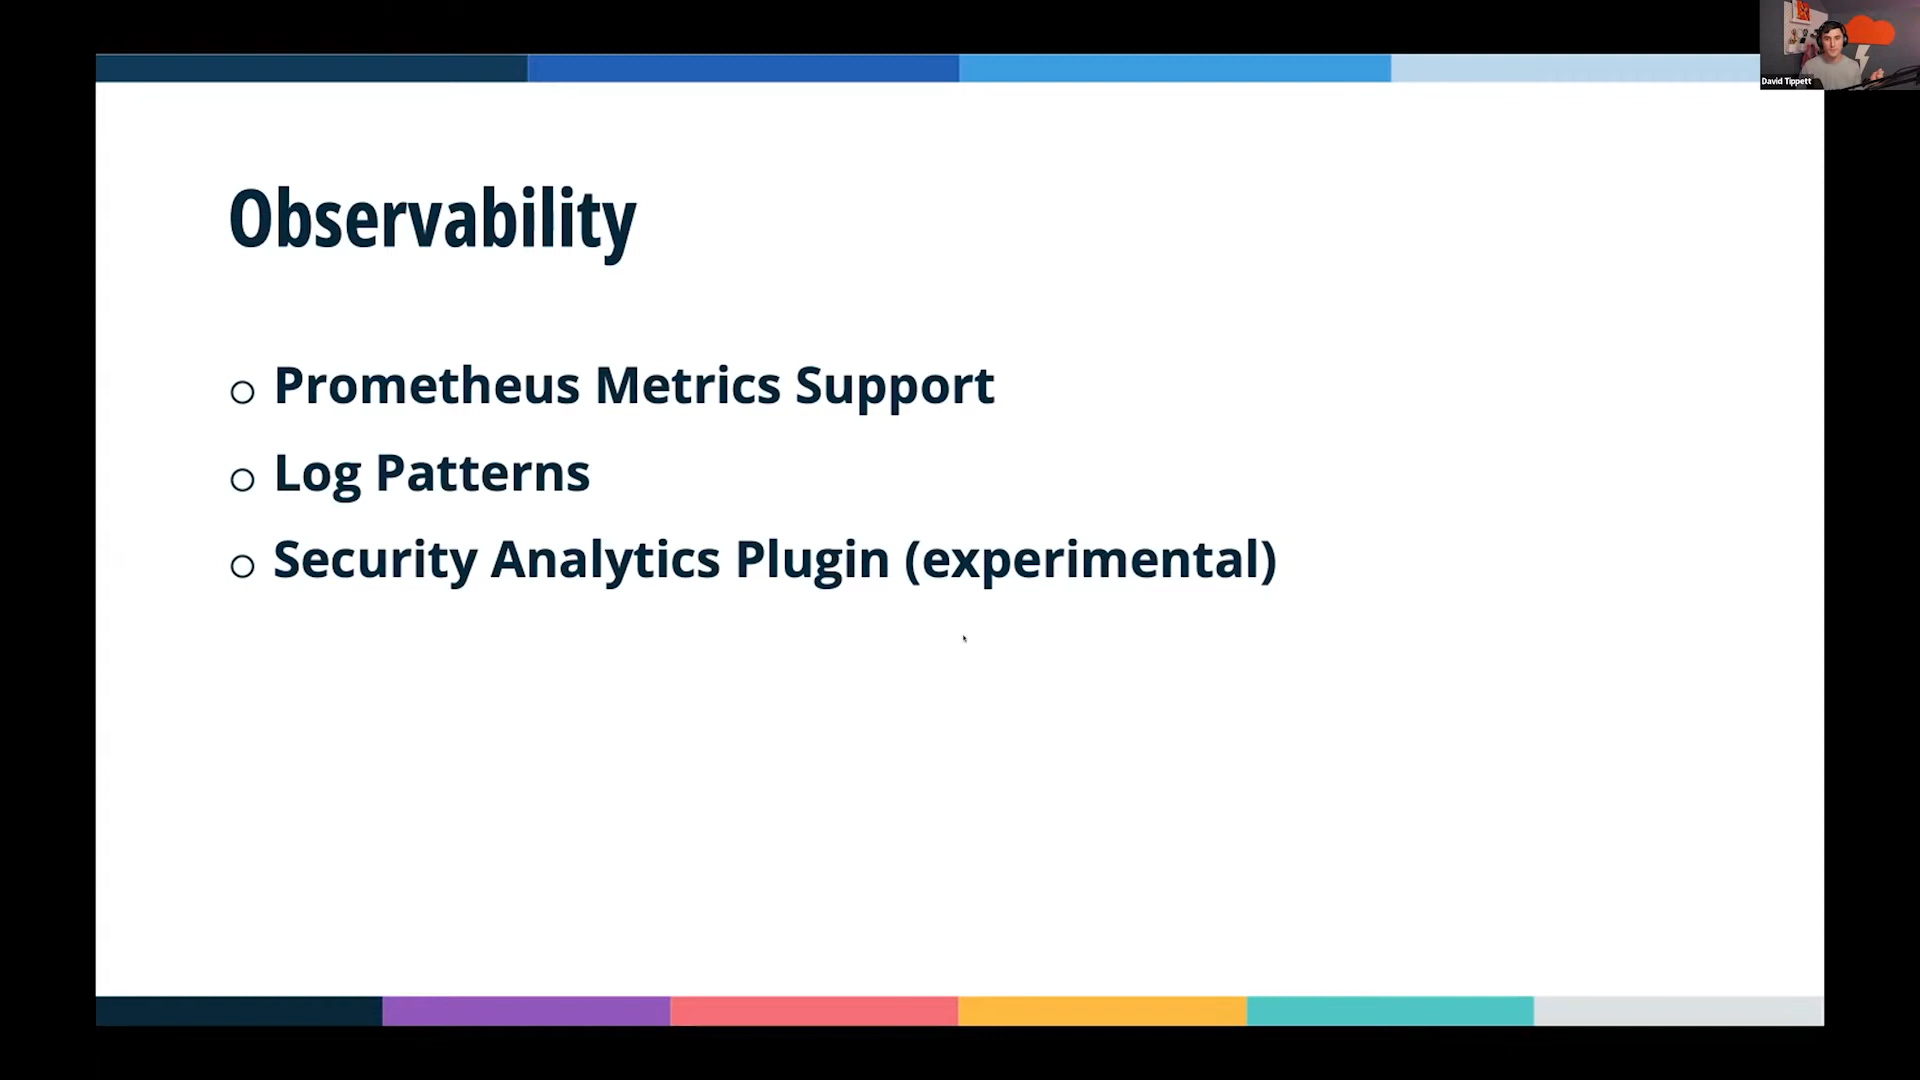 David Tippett
Observability
Prometheus Metrics Support
Log Patterns
Security Analytics Plugin (experimental)